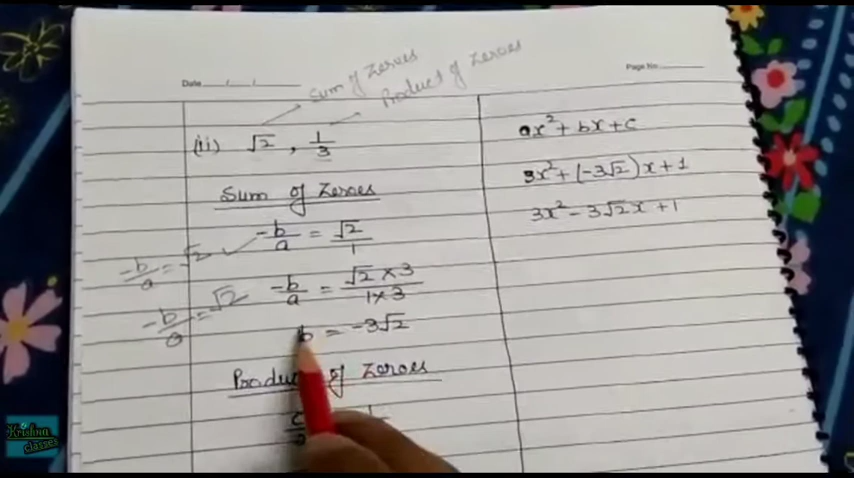 Date
Page No.
Sum of Zeroes
Product of Zeroes
(ii) √2 , 1/3
Sum of Zeroes
-b/a = √2/1
-b/a = √2
-b/a = √2×3/1×3
-b/a = √2
b = -3√2
Product of Zeroes
ax² + bx + c
3x² + (-3√2)x + 1
3x² - 3√2x + 1
Krishna
classes